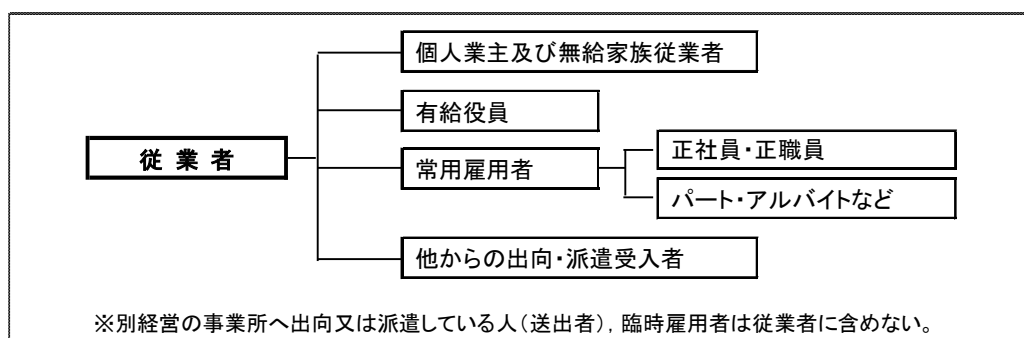 個人業主及び無給家族従業者
有給役員
従 業 者
常用雇用者
正社員・正職員
パート・アルバイトなど
他からの出向・派遣受入者
※別経営の事業所へ出向又は派遣している人(送出者),臨時雇用者は従業者に含めない。